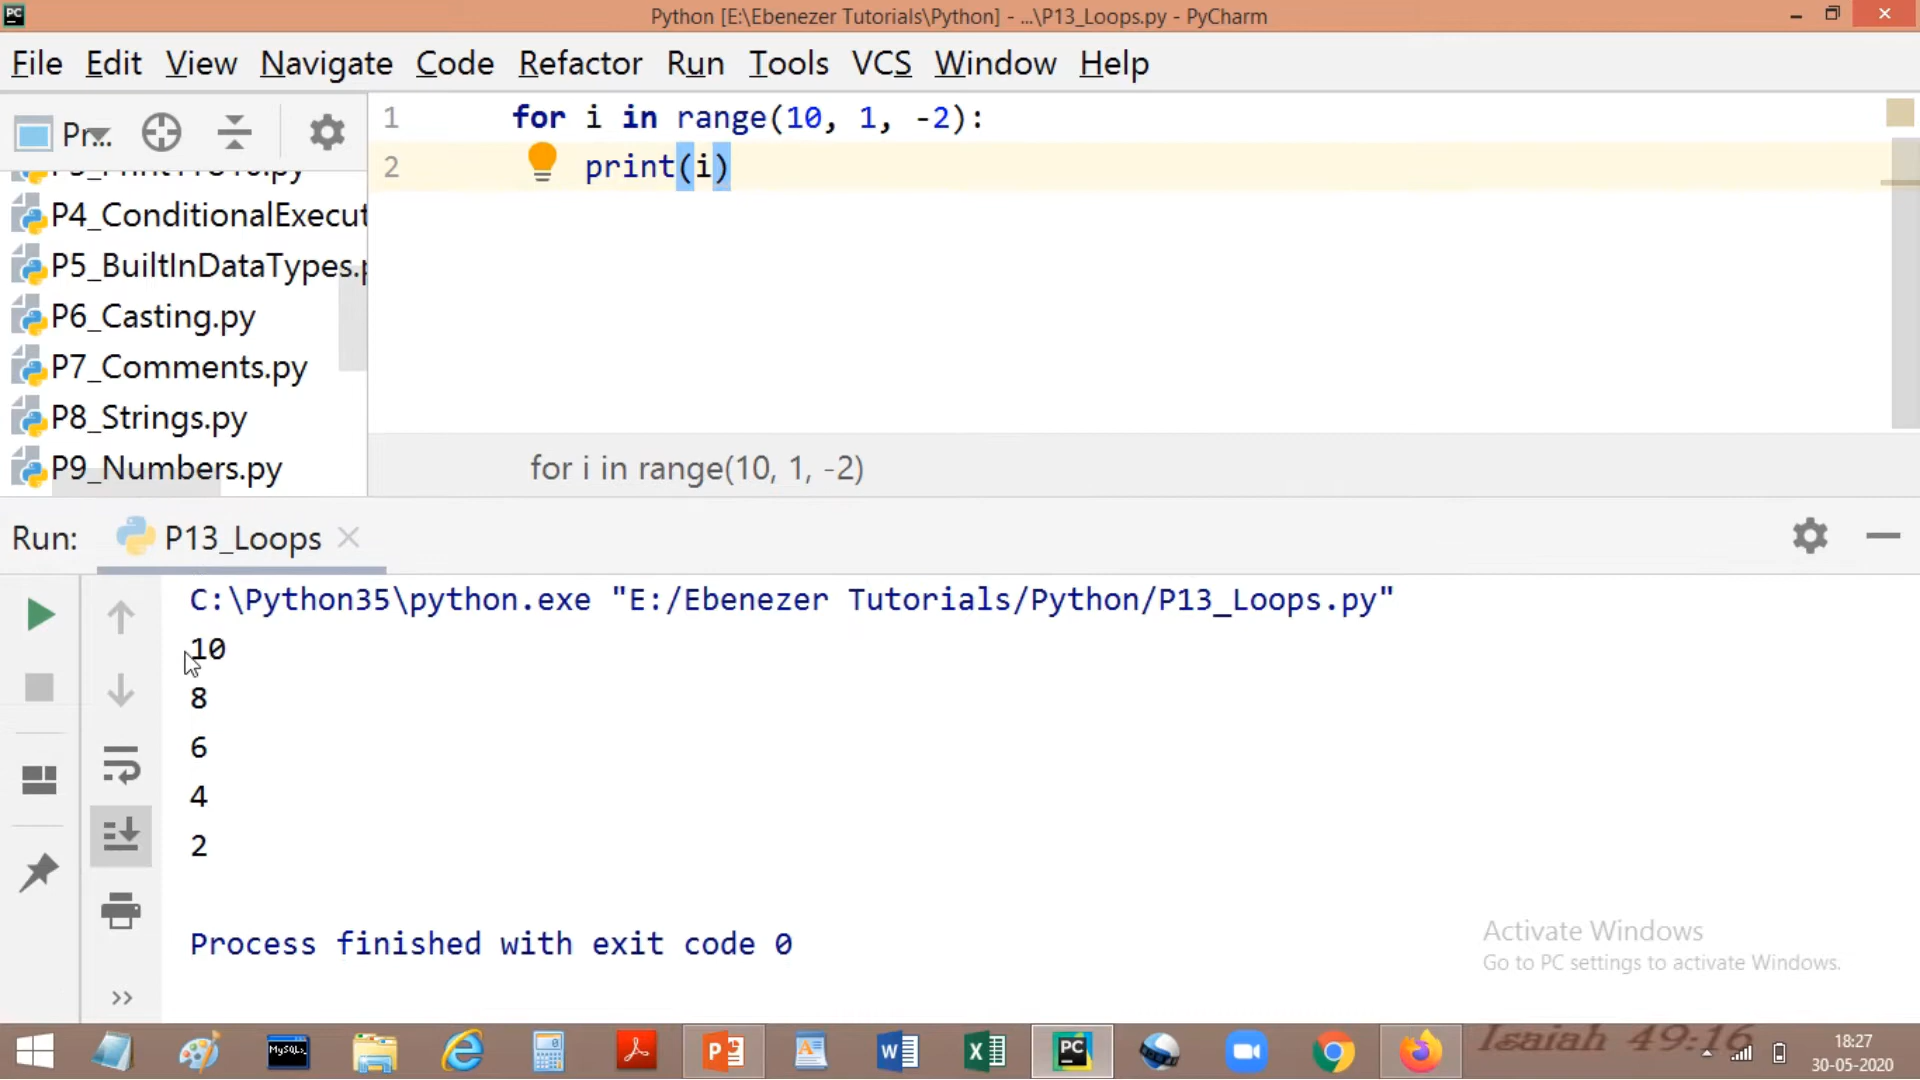 PC
Python [E:\Ebenezer Tutorials\Python] - ...\P13_Loops.py - PyCharm
File Edit View Navigate Code Refactor Run Tools VCS Window Help
Pr...
1 for i in range(10, 1, -2):
2 print(i)
P4_ConditionalExecut
P5_BuiltInDataTypes.p
P6_Casting.py
P7_Comments.py
P8_Strings.py
P9_Numbers.py
for i in range(10, 1, -2)
Run: P13_Loops
C:\Python35\python.exe "E:/Ebenezer Tutorials/Python/P13_Loops.py"
10
8
6
4
2
Process finished with exit code 0
Activate Windows
Go to PC settings to activate Windows.
MySQL
PC
Isaiah 49:16
18:27
30-05-2020